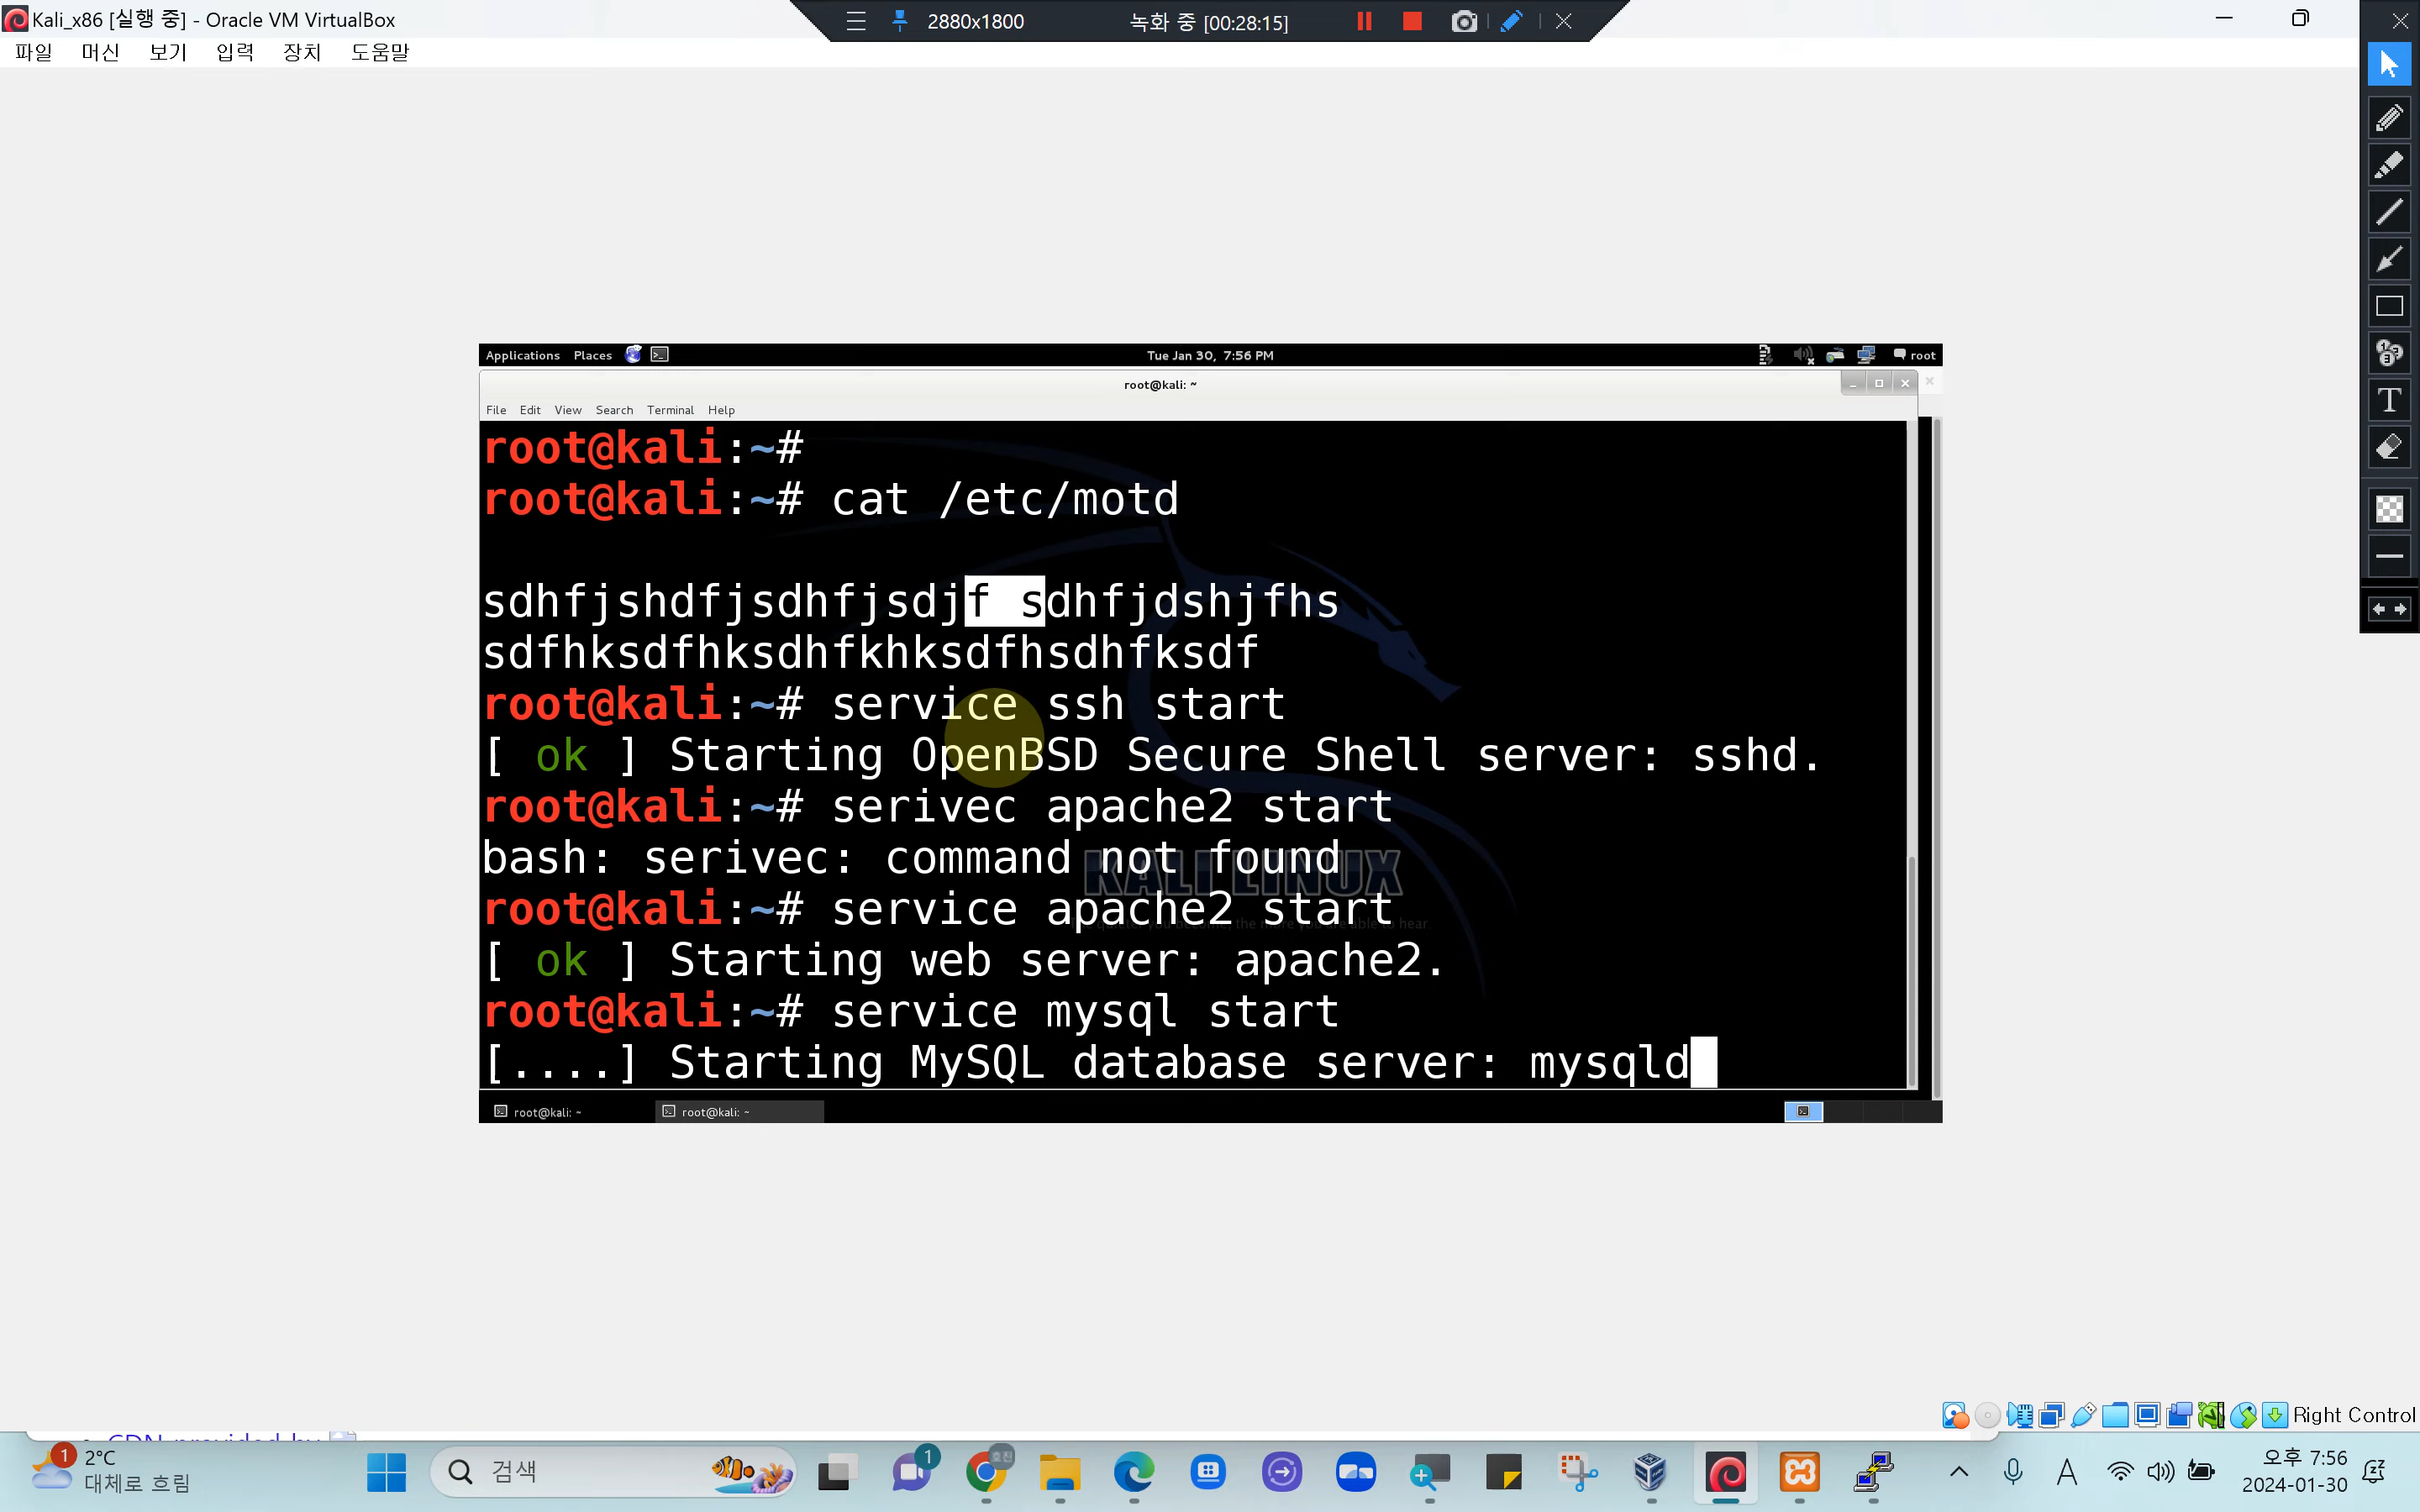 Kali_x86 [실행 중] - Oracle VM VirtualBox
2880x1800
녹화 중 [00:28:15]
파일 머신 보기 입력 장치 도움말
Applications Places
Tue Jan 30, 7:56 PM
root
root@kali: ~
File Edit View Search Terminal Help
root@kali:~#
root@kali:~# cat /etc/motd
sdhfjshdfjsdhfjsdjf sdhfjdshjfhs
sdfhksdfhksdhfkhksdfhsdhfksdf
root@kali:~# service ssh start
[ ok ] Starting OpenBSD Secure Shell server: sshd.
root@kali:~# serivec apache2 start
bash: serivec: command not found
KALI LINUX
root@kali:~# service apache2 start
[ ok ] Starting web server: apache2.
root@kali:~# service mysql start
[....] Starting MySQL database server: mysqld
root@kali: ~
root@kali: ~
Right Control
1
2°C
대체로 흐림
검색
1
A
오후 7:56
2024-01-30